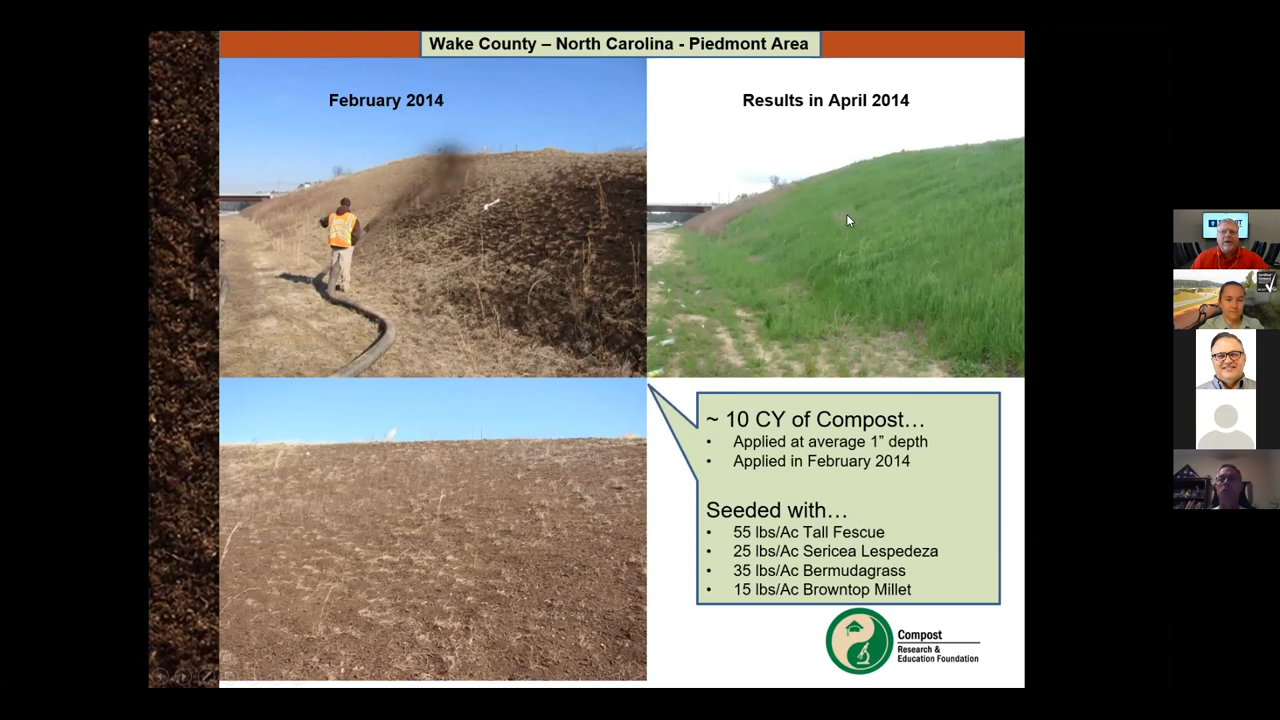 Wake County – North Carolina - Piedmont Area
February 2014
Results in April 2014
~ 10 CY of Compost…
• Applied at average 1” depth
• Applied in February 2014
Seeded with…
• 55 lbs/Ac Tall Fescue
• 25 lbs/Ac Sericea Lespedeza
• 35 lbs/Ac Bermudagrass
• 15 lbs/Ac Browntop Millet
Compost
Research &
Education Foundation